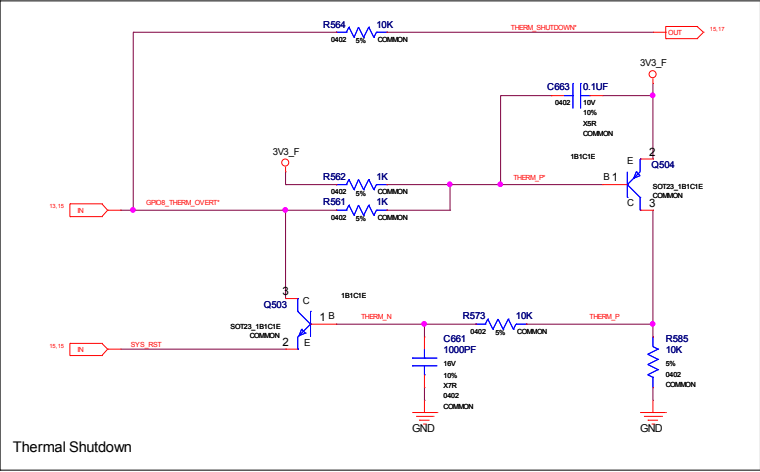 R564 10K
THERM_SHUTDOWN*
0402 5% COMMON
OUT
15,17
3V3_F
C663 0.1UF
0402
10V
10%
X5R
COMMON
1B1C1E
2
E
Q504
3V3_F
R562 1K
0402 5% COMMON
THERM_P*
B 1
SOT23_1B1C1E
COMMON
C
3
13,15
IN
GPIO8_THERM_OVERT*
R561 1K
0402 5% COMMON
3
C
Q503
1B1C1E
SOT23_1B1C1E
COMMON
1 B
THERM_N
2
E
15,15
IN
SYS_RST
R573 10K
THERM_P
0402 5% COMMON
C661
1000PF
16V
10%
X7R
0402
COMMON
GND
R585
10K
5%
0402
COMMON
GND
Thermal Shutdown